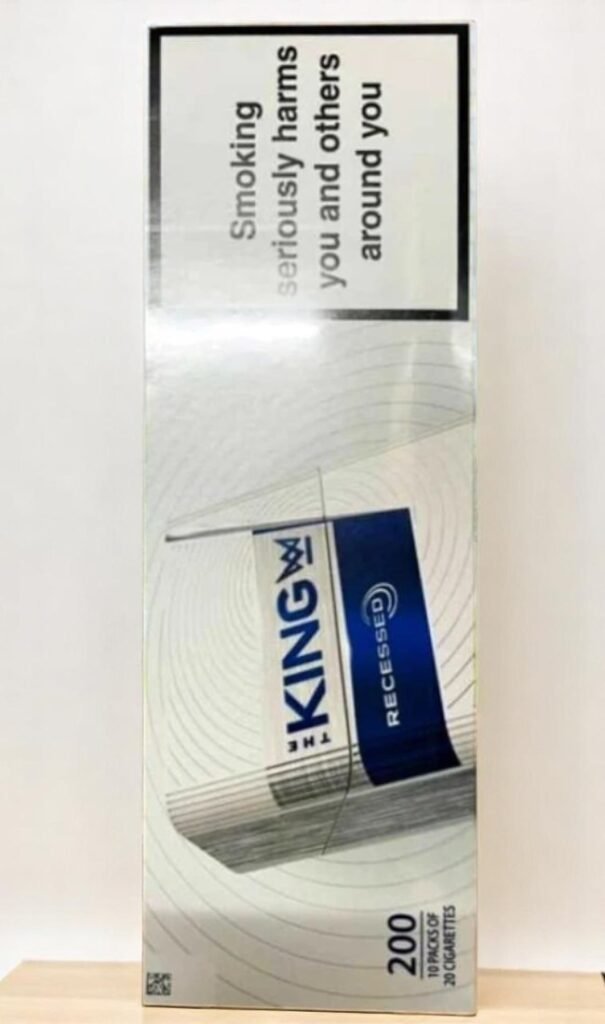 Smoking
seriously harms
you and others
around you
THE
KING
RECESSED
200
10 PACKS OF
20 CIGARETTES